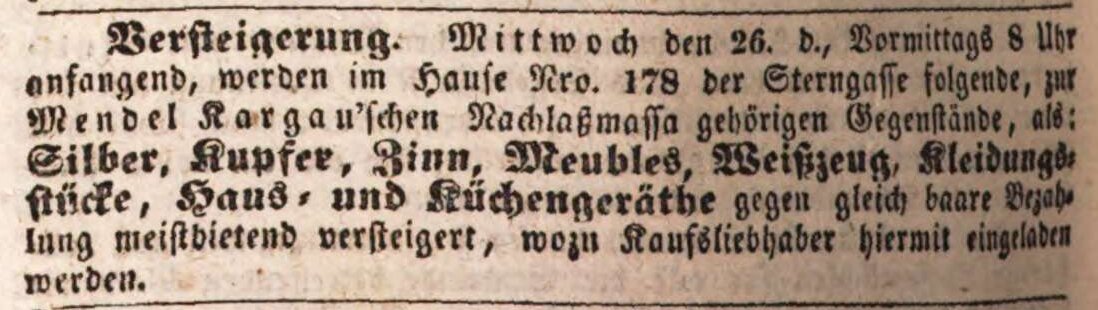 Versteigerung. Mittwoch den 26. d., Vormittags 8 Uhr
anfangend, werden im Hause Nro. 178 der Sterngasse folgende, zur
Mendel Kargau'schen Nachlaßmassa gehörigen Gegenstände, als:
Silber, Kupfer, Zinn, Meubles, Weißzeug, Kleidungs-
stücke, Haus- und Küchengeräthe gegen gleich baare Bezah-
lung meistbietend versteigert, wozu Kaufsliebhaber hiermit eingeladen
werden.